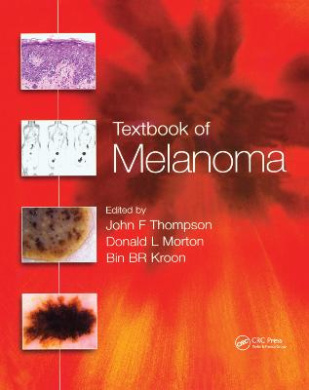 Textbook of
Melanoma
Edited by
John F Thompson
Donald L Morton
Bin BR Kroon
CRC Press